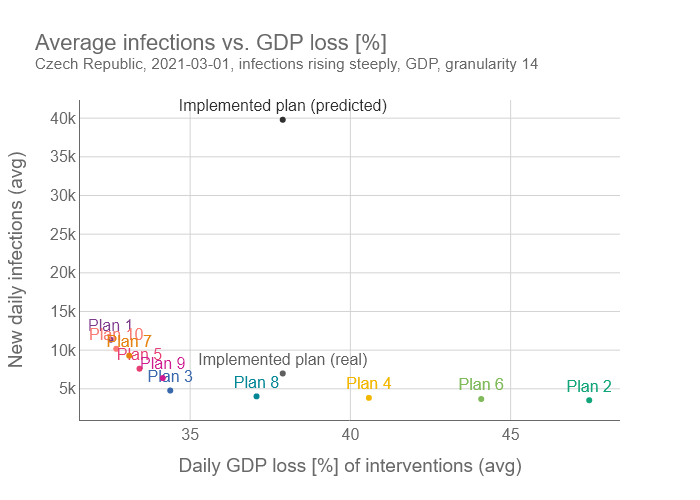 Average infections vs. GDP loss [%]
Czech Republic, 2021-03-01, infections rising steeply, GDP, granularity 14
Implemented plan (predicted)
40k
35k
30k
25k
20k
15k
10k
5k
New daily infections (avg)
Plan 1
Plan 10
Plan 7
Plan 5
Plan 9
Plan 3
Implemented plan (real)
Plan 8
Plan 4
Plan 6
Plan 2
35
40
45
Daily GDP loss [%] of interventions (avg)